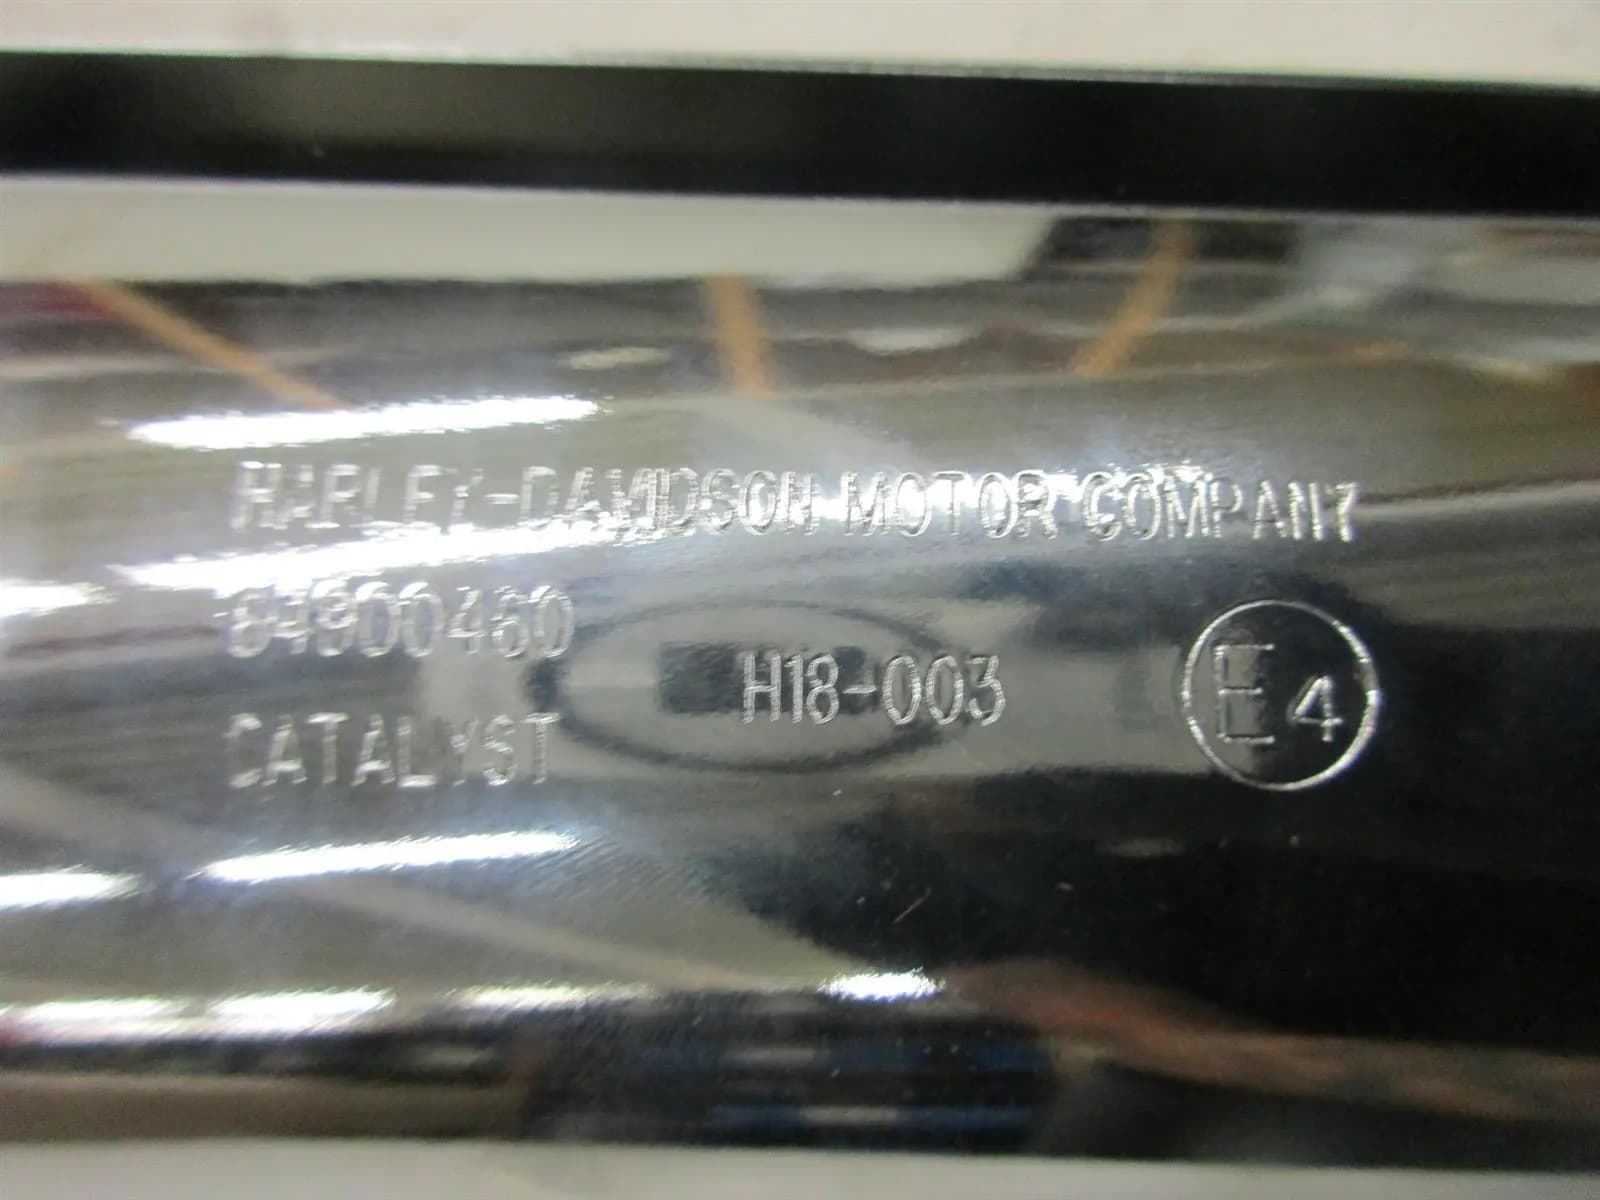 HARLEY-DAVIDSON MOTOR COMPANY
64900460
CATALYST
H18-003
E4